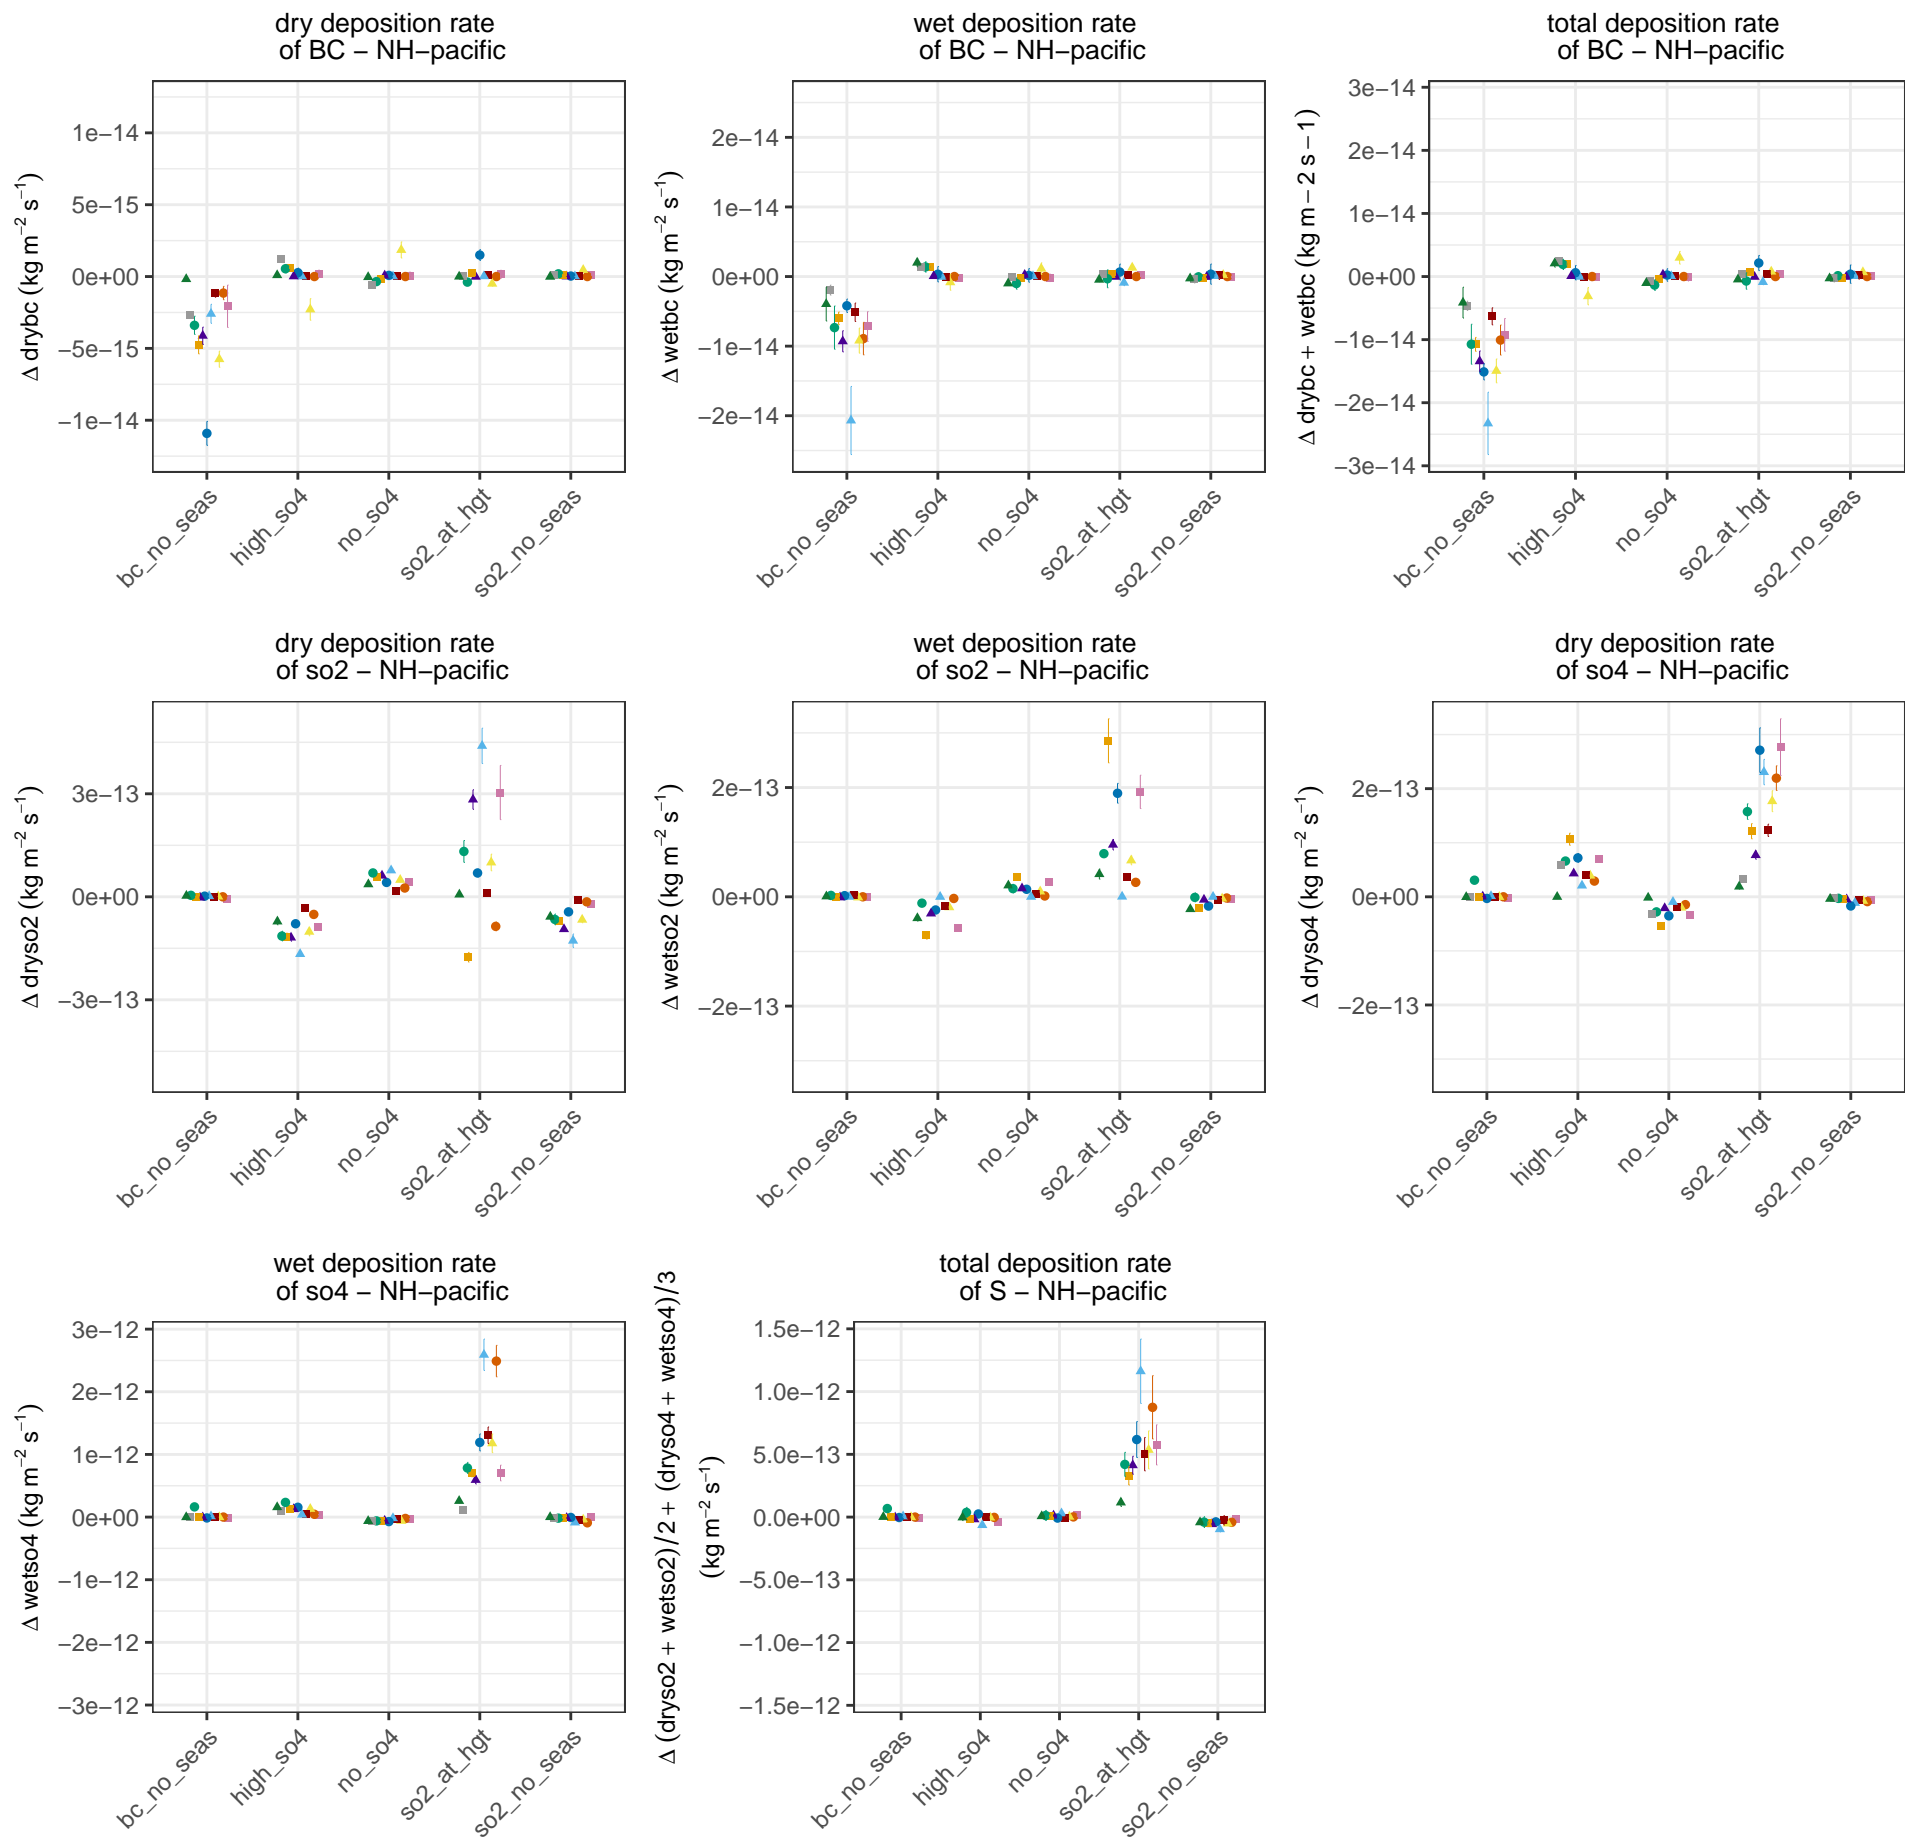 dry deposition rate
of BC − NH−pacific
Δ drybc (kg m−2 s−1)
1e−14
5e−15
0e+00
−5e−15
−1e−14
bc_no_seas
high_so4
no_so4
so2_at_hgt
so2_no_seas
wet deposition rate
of BC − NH−pacific
Δ wetbc (kg m−2 s−1)
2e−14
1e−14
0e+00
−1e−14
−2e−14
bc_no_seas
high_so4
no_so4
so2_at_hgt
so2_no_seas
total deposition rate
of BC − NH−pacific
Δ drybc + wetbc (kg m − 2 s − 1)
3e−14
2e−14
1e−14
0e+00
−1e−14
−2e−14
−3e−14
bc_no_seas
high_so4
no_so4
so2_at_hgt
so2_no_seas
dry deposition rate
of so2 − NH−pacific
Δ dryso2 (kg m−2 s−1)
3e−13
0e+00
−3e−13
bc_no_seas
high_so4
no_so4
so2_at_hgt
so2_no_seas
wet deposition rate
of so2 − NH−pacific
Δ wetso2 (kg m−2 s−1)
2e−13
0e+00
−2e−13
bc_no_seas
high_so4
no_so4
so2_at_hgt
so2_no_seas
dry deposition rate
of so4 − NH−pacific
Δ dryso4 (kg m−2 s−1)
2e−13
0e+00
−2e−13
bc_no_seas
high_so4
no_so4
so2_at_hgt
so2_no_seas
wet deposition rate
of so4 − NH−pacific
Δ wetso4 (kg m−2 s−1)
3e−12
2e−12
1e−12
0e+00
−1e−12
−2e−12
−3e−12
bc_no_seas
high_so4
no_so4
so2_at_hgt
so2_no_seas
total deposition rate
of S − NH−pacific
Δ ((dryso2 + wetso2)/2 + (dryso4 + wetso4)/3
(kg m−2 s−1)
1.5e−12
1.0e−12
5.0e−13
0.0e+00
−5.0e−13
−1.0e−12
−1.5e−12
bc_no_seas
high_so4
no_so4
so2_at_hgt
so2_no_seas